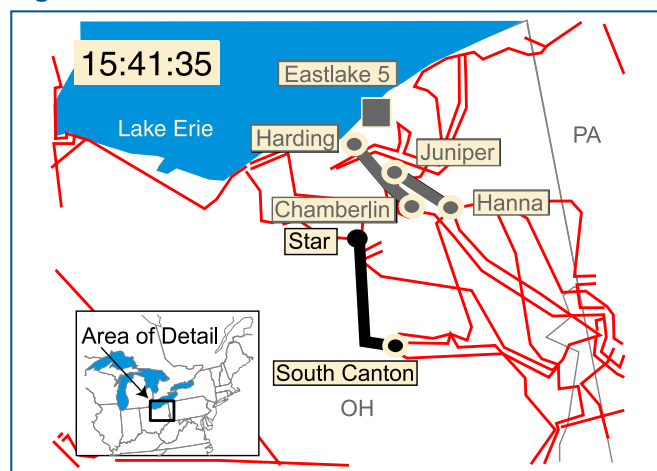 15:41:35
Eastlake 5
Lake Erie
Harding
Juniper
PA
Chamberlin
Hanna
Star
Area of Detail
South Canton
OH